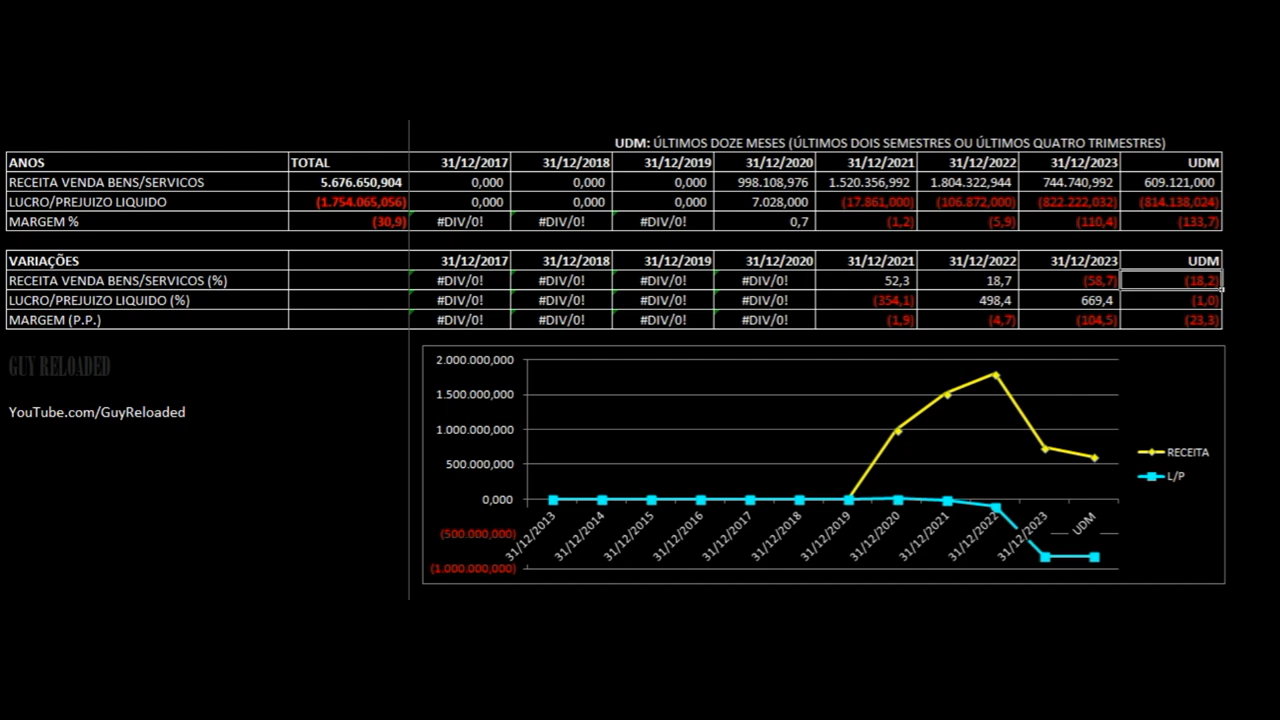 UDM: ÚLTIMOS DOZE MESES (ÚLTIMOS DOIS SEMESTRES OU ÚLTIMOS QUATRO TRIMESTRES)
ANOS TOTAL 31/12/2017 31/12/2018 31/12/2019 31/12/2020 31/12/2021 31/12/2022 31/12/2023 UDM
RECEITA VENDA BENS/SERVICOS 5.676.650,904 0,000 0,000 0,000 998.108,976 1.520.356,992 1.804.322,944 744.740,992 609.121,000
LUCRO/PREJUIZO LIQUIDO (1.754.065,056) 0,000 0,000 0,000 7.028,000 (17.861,000) (106.872,000) (822.222,032) (814.138,024)
MARGEM % (30,9) #DIV/0! #DIV/0! #DIV/0! 0,7 (1,2) (5,9) (110,4) (133,7)
VARIAÇÕES 31/12/2017 31/12/2018 31/12/2019 31/12/2020 31/12/2021 31/12/2022 31/12/2023 UDM
RECEITA VENDA BENS/SERVICOS (%) #DIV/0! #DIV/0! #DIV/0! #DIV/0! 52,3 18,7 (58,7) (18,2)
LUCRO/PREJUIZO LIQUIDO (%) #DIV/0! #DIV/0! #DIV/0! #DIV/0! (354,1) 498,4 669,4 (1,0)
MARGEM (P.P.) #DIV/0! #DIV/0! #DIV/0! #DIV/0! (1,9) (4,7) (104,5) (23,3)
GUY RELOADED
YouTube.com/GuyReloaded
2.000.000,000
1.500.000,000
1.000.000,000
500.000,000
0,000
(500.000,000)
(1.000.000,000)
31/12/2013 31/12/2014 31/12/2015 31/12/2016 31/12/2017 31/12/2018 31/12/2019 31/12/2020 31/12/2021 31/12/2022 31/12/2023 UDM
RECEITA
L/P